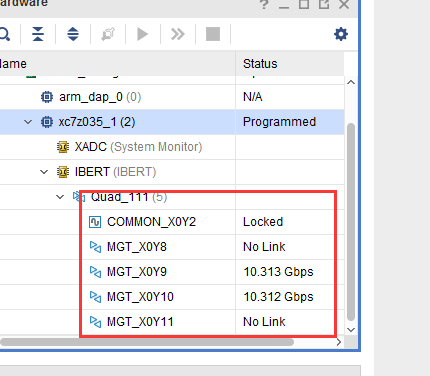 ardware ? _ □ ✕
lame Status
arm_dap_0 (0) N/A
xc7z035_1 (2) Programmed
XADC (System Monitor)
IBERT (IBERT)
Quad_111 (5)
COMMON_X0Y2 Locked
MGT_X0Y8 No Link
MGT_X0Y9 10.313 Gbps
MGT_X0Y10 10.312 Gbps
MGT_X0Y11 No Link